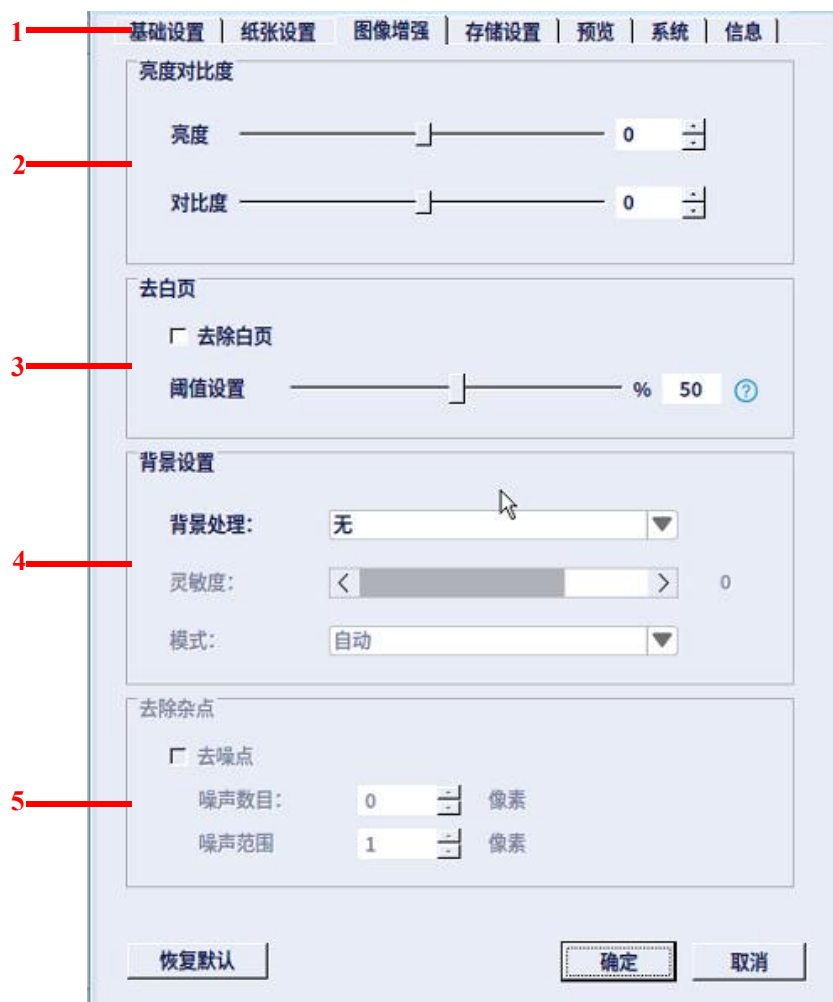 1 基础设置 纸张设置 图像增强 存储设置 预览 系统 信息
亮度对比度
亮度 0
2
对比度 0
去白页
去除白页
3
阈值设置 % 50 ?
背景设置
背景处理： 无
4
灵敏度： 0
模式： 自动
去除杂点
去噪点
5 噪声数目： 0 像素
噪声范围 1 像素
恢复默认 确定 取消